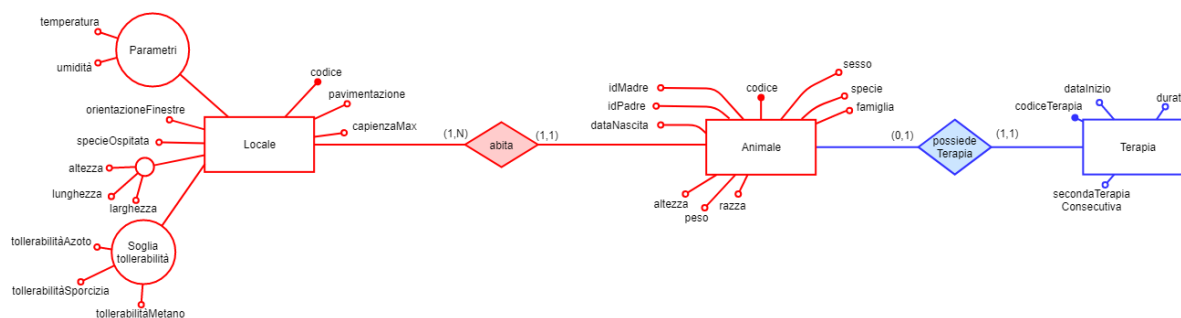 temperatura
Parametri
umidità
orientazioneFinestre
specieOspitata
altezza
lunghezza
larghezza
tollerabilitàAzoto
Soglia
tollerabilità
tollerabilitàSporcizia
tollerabilitàMetano
codice
pavimentazione
capienzaMax
Locale
(1,N)
abita
(1,1)
idMadre
idPadre
dataNascita
codice
sesso
specie
famiglia
Animale
altezza
peso
razza
(0,1)
possiede
Terapia
(1,1)
dataInizio
codiceTerapia
durat
Terapia
secondaTerapia
Consecutiva